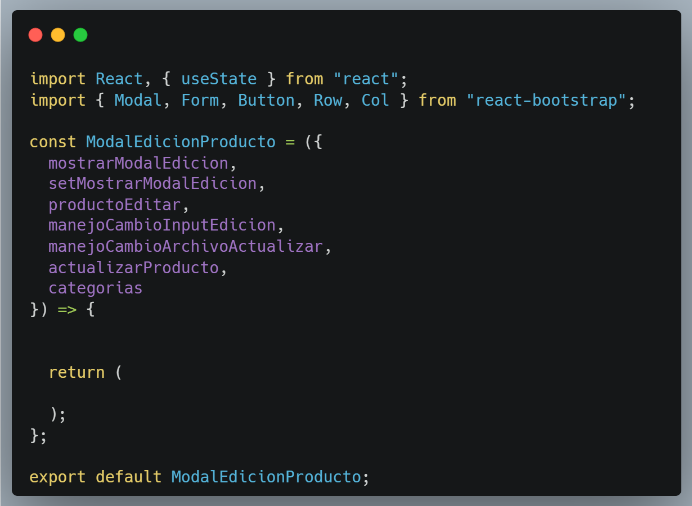 import React, { useState } from "react";
import { Modal, Form, Button, Row, Col } from "react-bootstrap";
const ModalEdicionProducto = ({
mostrarModalEdicion,
setMostrarModalEdicion,
productoEditar,
manejoCambioInputEdicion,
manejoCambioArchivoActualizar,
actualizarProducto,
categorias
}) => {
return (
);
};
export default ModalEdicionProducto;